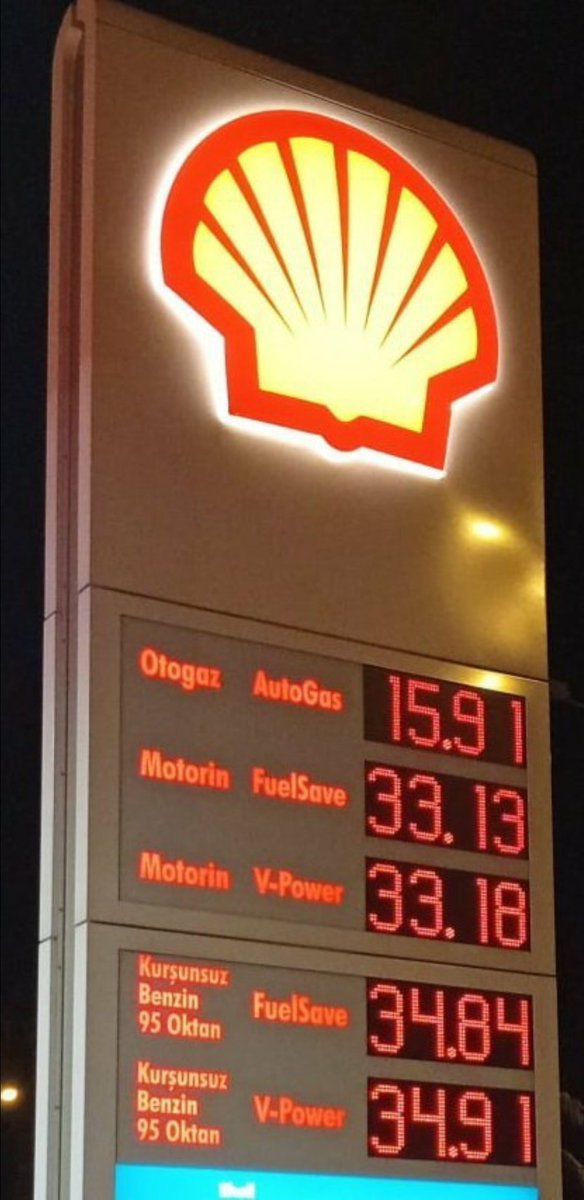 Otogaz AutoGas 15.91
Motorin FuelSave 33.13
Motorin V-Power 33.18
Kurşunsuz
Benzin FuelSave 34.84
95 Oktan
Kurşunsuz
Benzin V-Power 34.91
95 Oktan